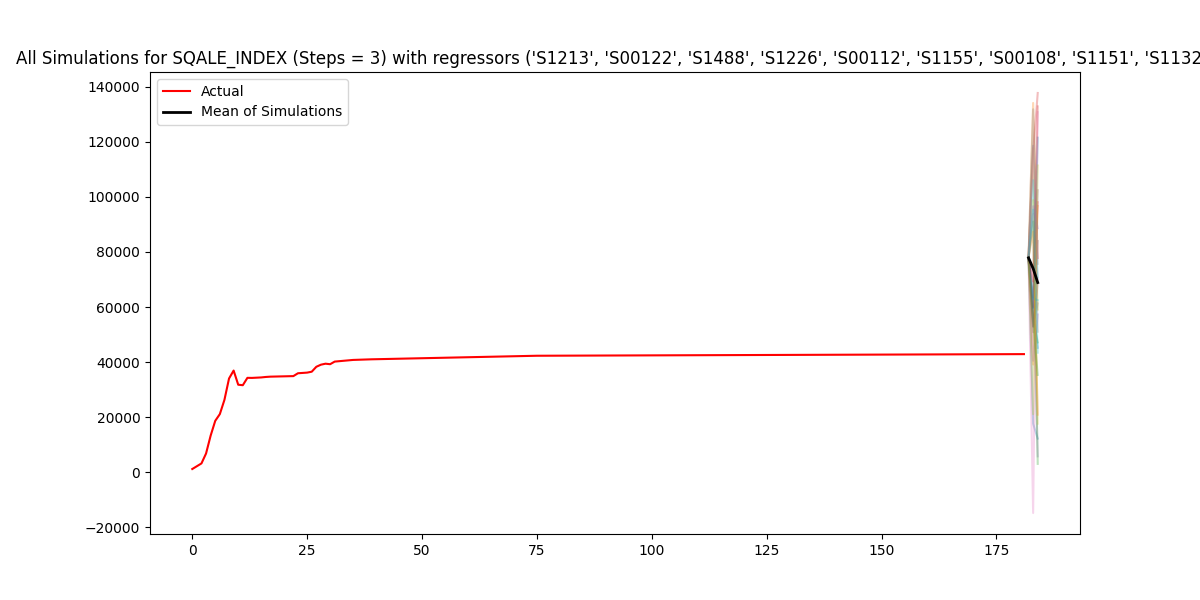 All Simulations for SQALE_INDEX (Steps = 3) with regressors ('S1213', 'S00122', 'S1488', 'S1226', 'S00112', 'S1155', 'S00108', 'S1151', 'S1132
Actual
Mean of Simulations
140000
120000
100000
80000
60000
40000
20000
0
−20000
0 25 50 75 100 125 150 175